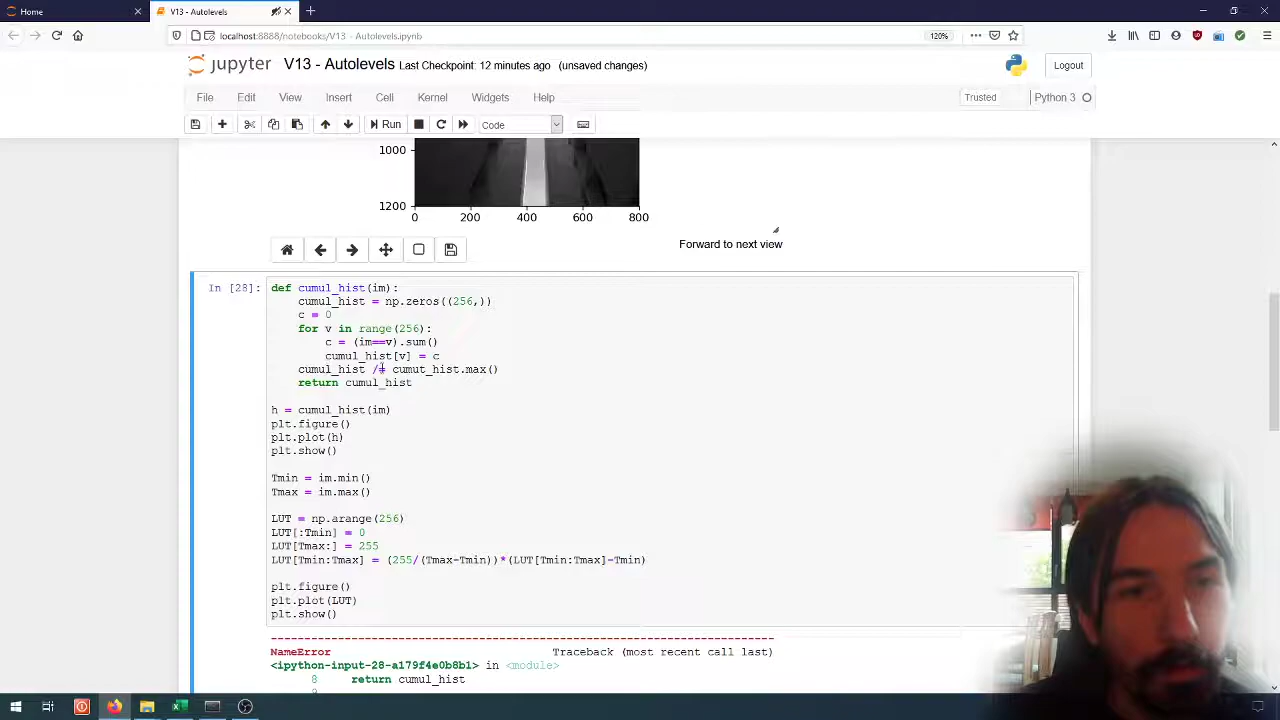 Home
V13 - Autolevels
localhost:8888/notebooks/V13 - Autolevels.ipynb
120%
jupyter V13 - Autolevels Last Checkpoint: 12 minutes ago (unsaved changes)
Logout
File Edit View Insert Cell Kernel Widgets Help
Trusted Python 3
Run Code
1000
1200
0 200 400 600 800
Forward to next view
In [28]:
def cumul_hist(im):
    cumul_hist = np.zeros((256,))
    c = 0
    for v in range(256):
        c = (im==v).sum()
        cumul_hist[v] = c
    cumul_hist /= cumut_hist.max()
    return cumul_hist
h = cumul_hist(im)
plt.figure()
plt.plot(h)
plt.show()
Tmin = im.min()
Tmax = im.max()
LUT = np.arange(256)
LUT[:Tmin] = 0
LUT[Tmax:] = 255
LUT[Tmin:Tmax] = (255/(Tmax-Tmin))*(LUT[Tmin:Tmax]-Tmin)
plt.figure()
plt.plot(LUT)
plt.show()
---------------------------------------------------------------------------
NameError Traceback (most recent call last)
<ipython-input-28-a179f4e0b8b1> in <module>
8 return cumul_hist